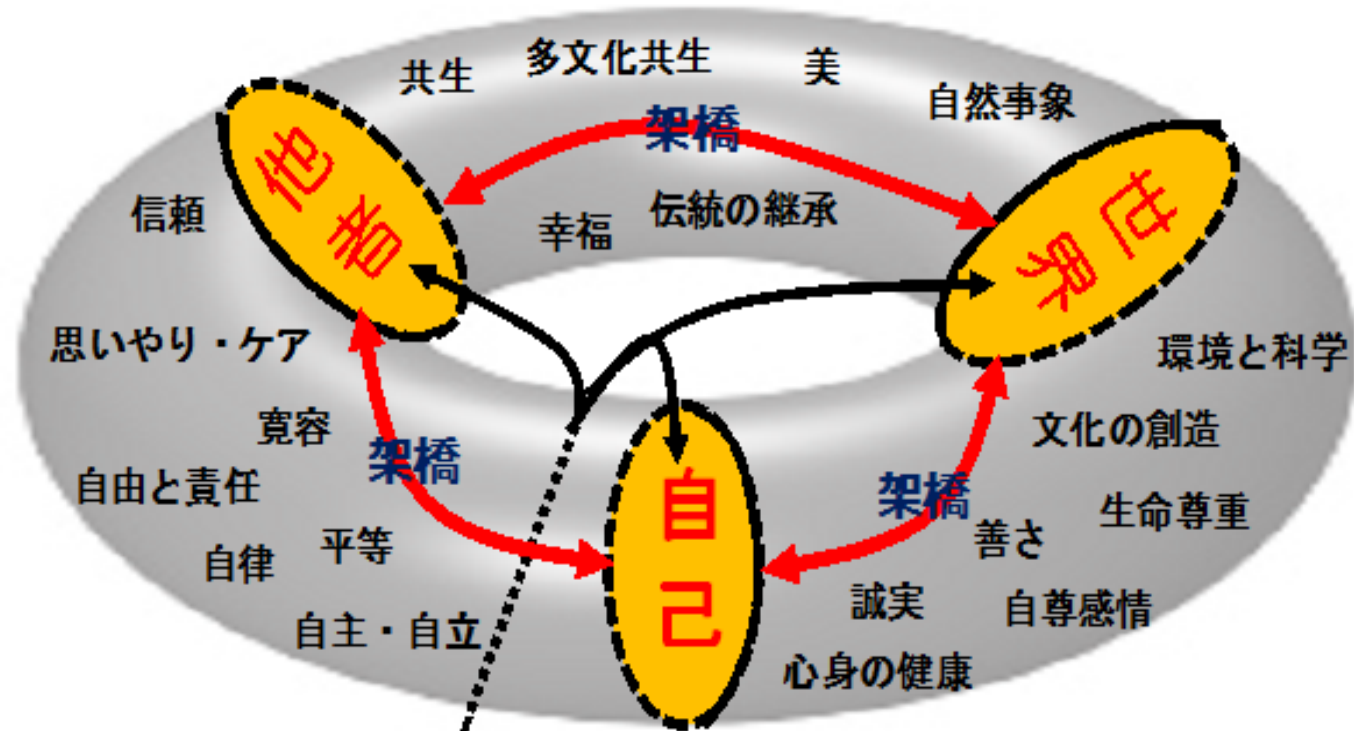 共生
多文化共生
美
自然事象
架橋
他者
世界
信頼
幸福
伝統の継承
思いやり・ケア
環境と科学
寛容
架橋
文化の創造
自由と責任
架橋
自己
生命尊重
自律
平等
善さ
誠実
自尊感情
自主・自立
心身の健康